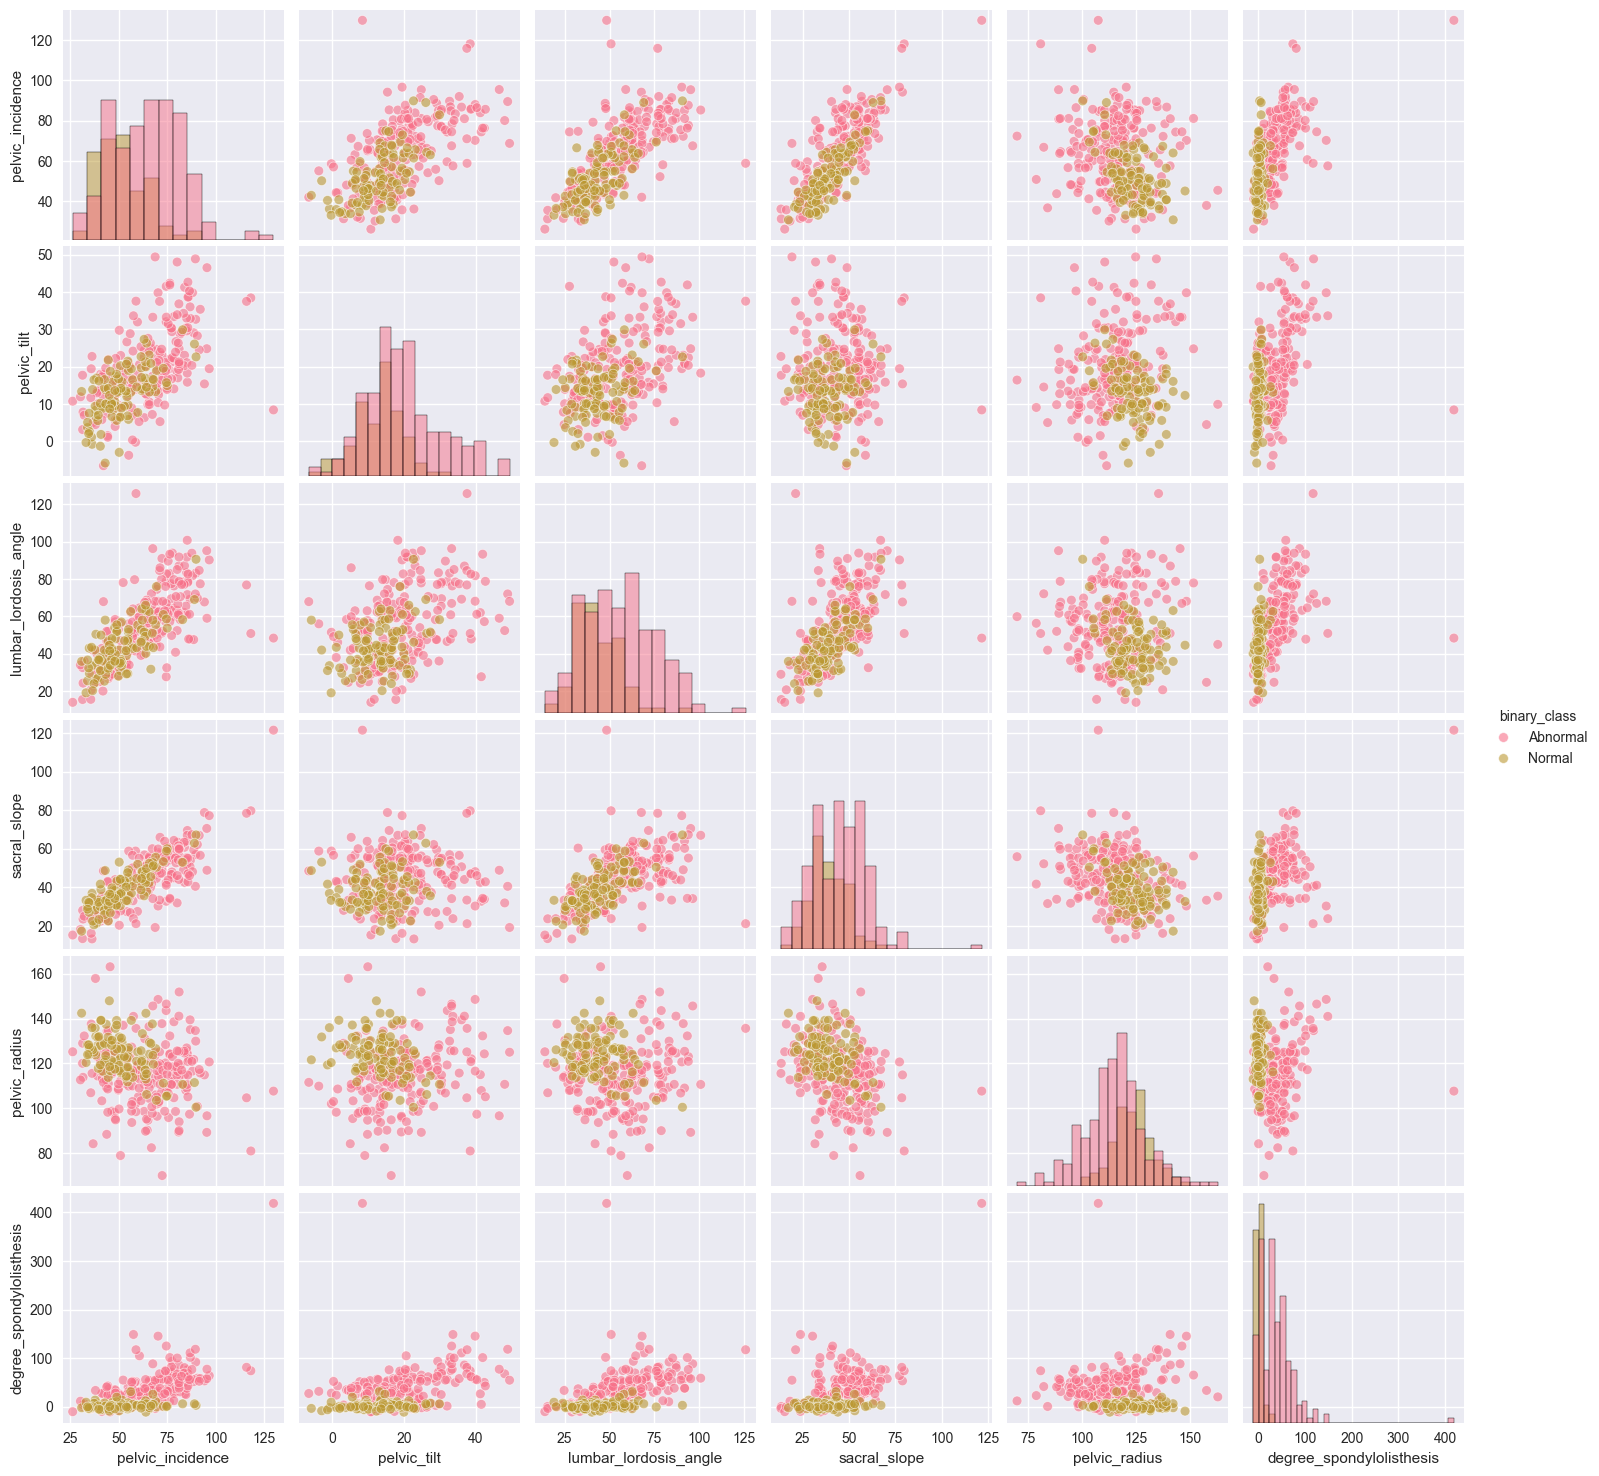 120
100
80
60
40
pelvic_incidence
50
40
30
20
10
0
pelvic_tilt
120
100
80
60
40
20
lumbar_lordosis_angle
120
100
80
60
40
20
sacral_slope
160
140
120
100
80
pelvic_radius
400
300
200
100
0
degree_spondylolisthesis
25 50 75 100 125
pelvic_incidence
0 20 40
pelvic_tilt
25 50 75 100 125
lumbar_lordosis_angle
25 50 75 100 125
sacral_slope
75 100 125 150
pelvic_radius
0 100 200 300 400
degree_spondylolisthesis
binary_class
Abnormal
Normal